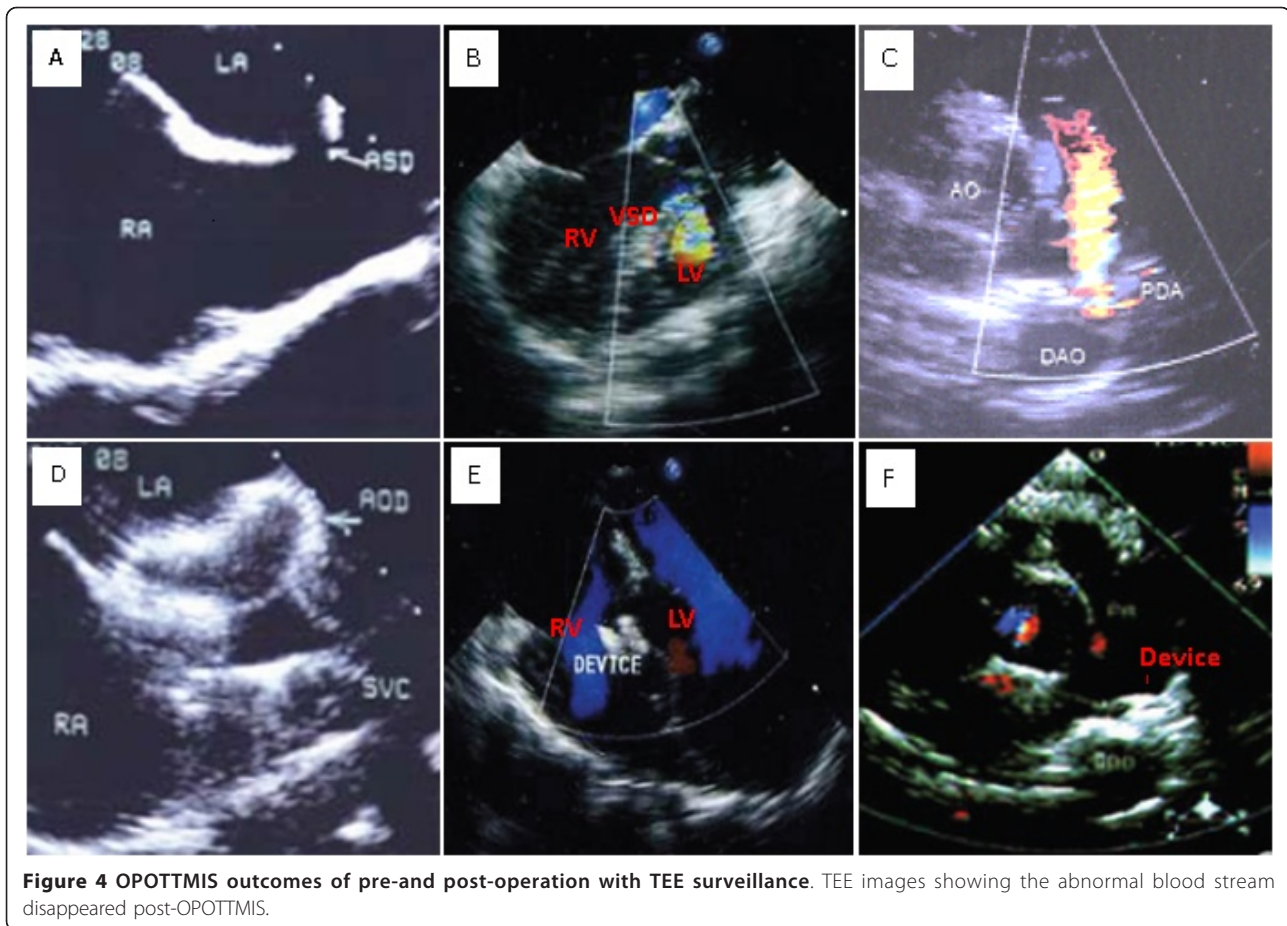 A
28
08
LA
ASD
RA
B
VSD
RV
LV
C
AO
PDA
DAO
D
08
LA
AOD
SVC
RA
E
RV
LV
DEVICE
F
PA
Device
Figure 4 OPOTTMIS outcomes of pre-and post-operation with TEE surveillance. TEE images showing the abnormal blood stream
disappeared post-OPOTTMIS.